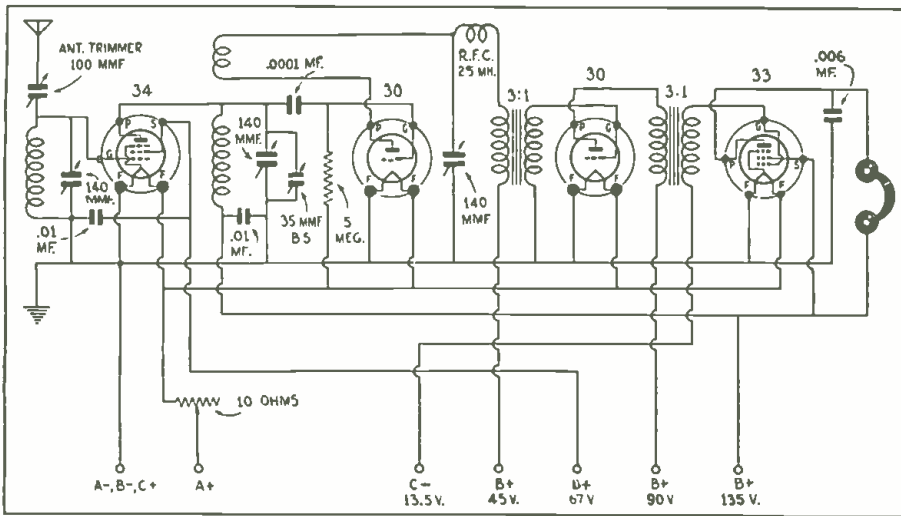 ANT. TRIMMER
100 MMF
34
P
S
G
F
F
140
MMF.
.01
MF.
.0001 MF.
140
MMF.
35 MMF
B S
.01
MF.
5
MEG.
30
P
G
F
F
R.F.C.
25 MH.
140
MMF
3:1
30
P
G
F
F
3.1
33
G
P
S
F
F
.006
MF.
10 OHMS
A-, B-, C+
A+
C-
13.5 V.
B+
45 V.
B+
67 V
B+
90 V
B+
135 V.